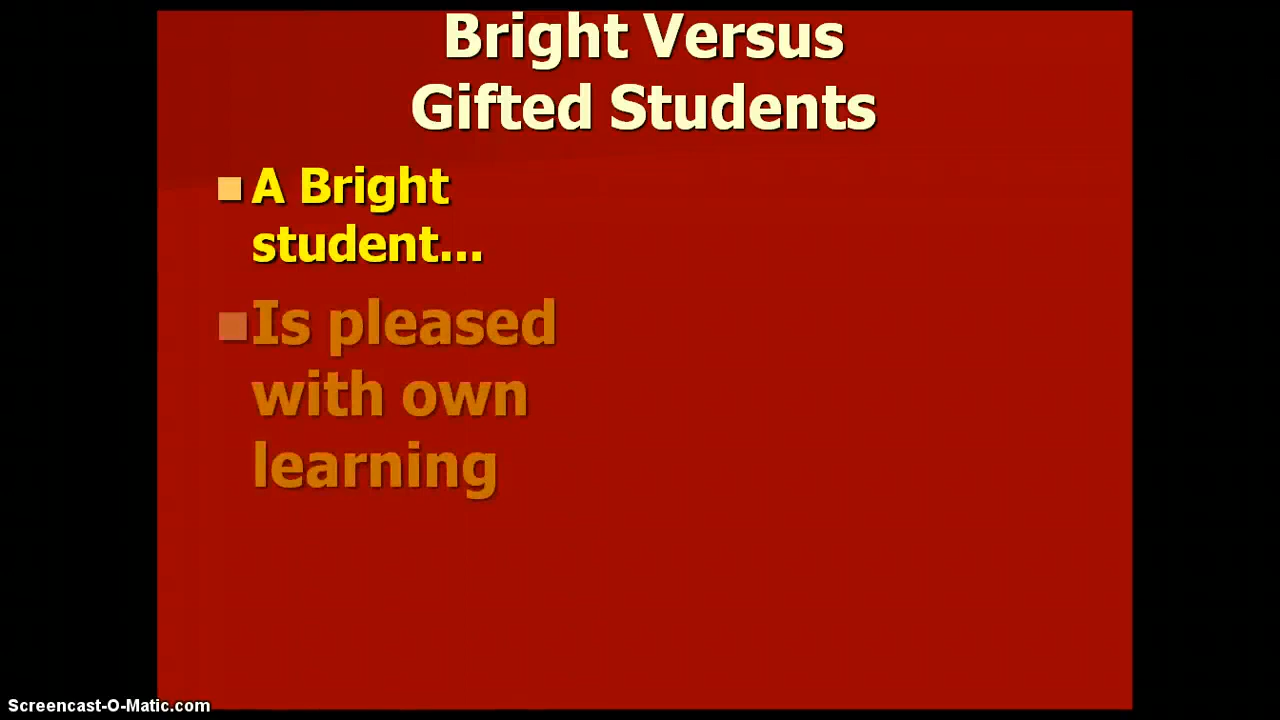 Bright Versus
Gifted Students
A Bright
student...
Is pleased
with own
learning
Screencast-O-Matic.com